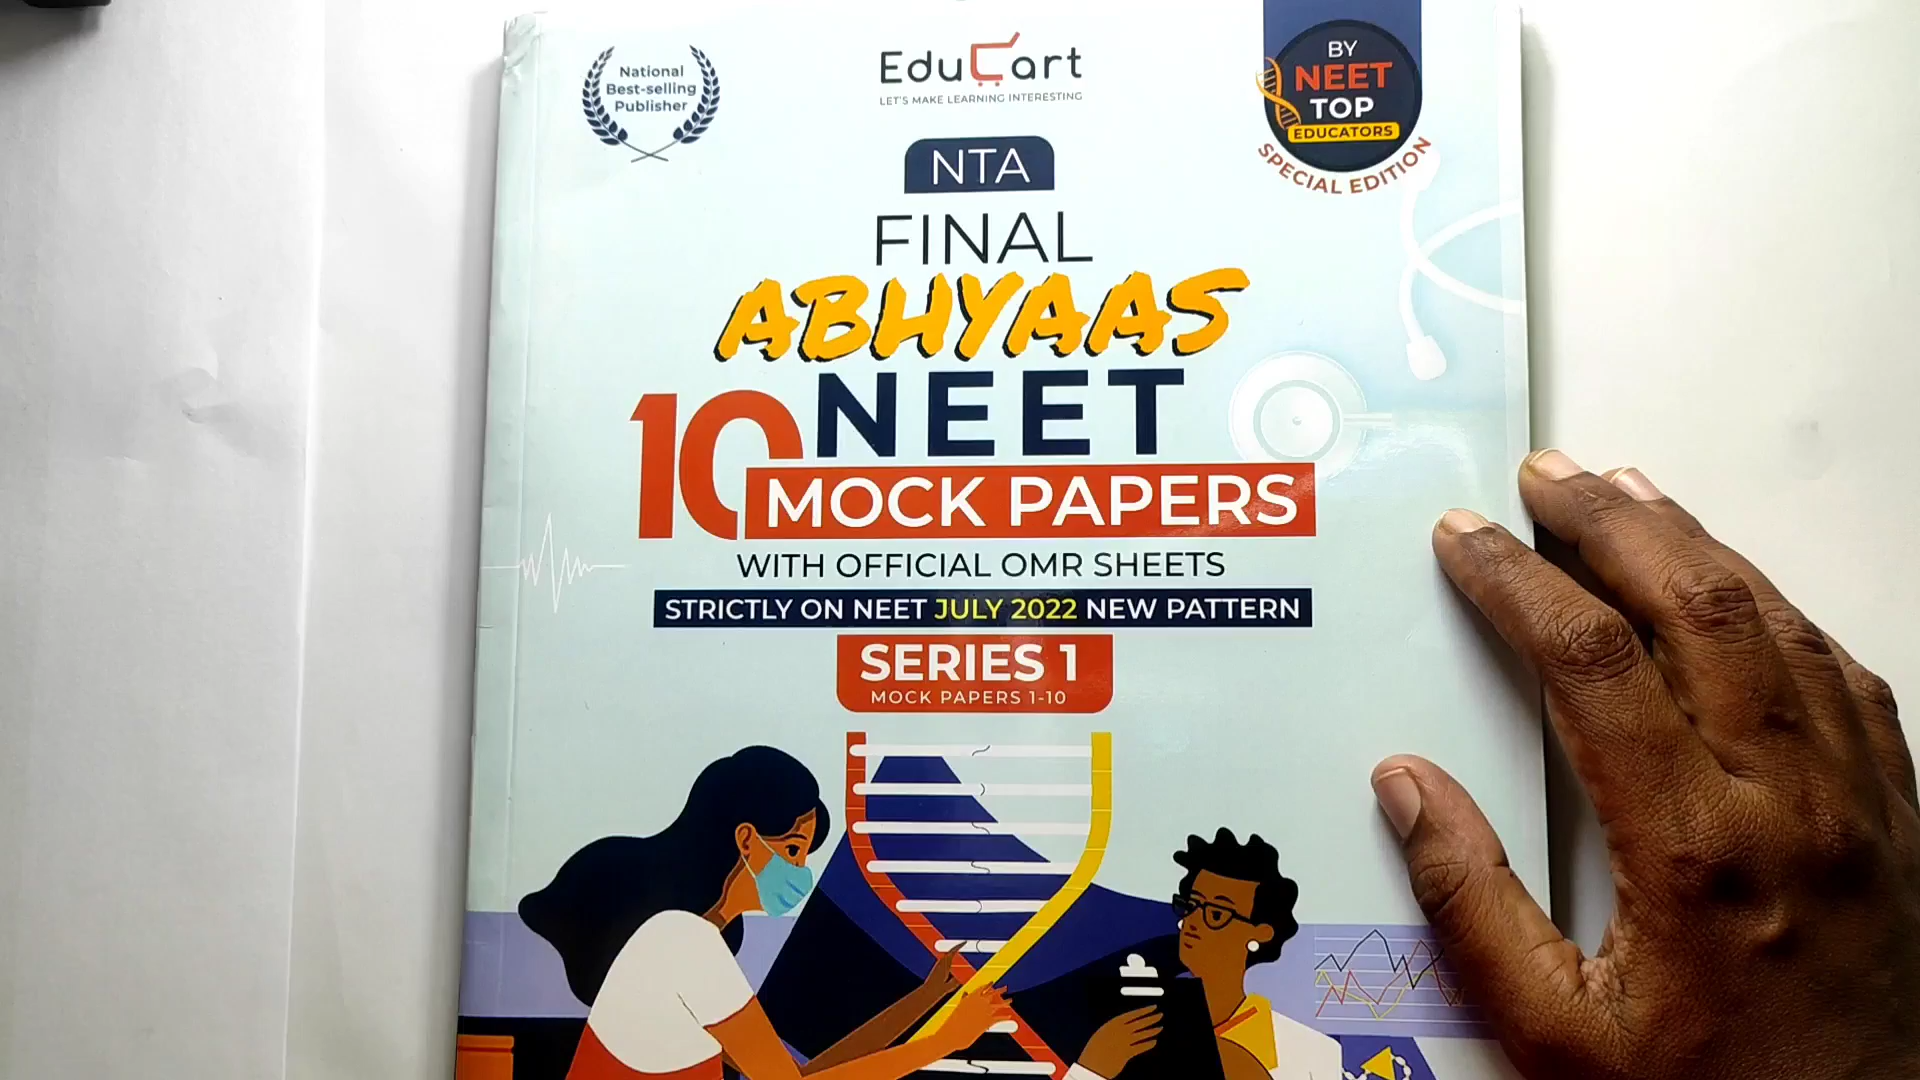 National
Best-selling
Publisher
EduCart
LET'S MAKE LEARNING INTERESTING
BY
NEET
TOP
EDUCATORS
SPECIAL EDITION
NTA
FINAL
ABHYAAS
NEET
10 MOCK PAPERS
WITH OFFICIAL OMR SHEETS
STRICTLY ON NEET JULY 2022 NEW PATTERN
SERIES 1
MOCK PAPERS 1-10